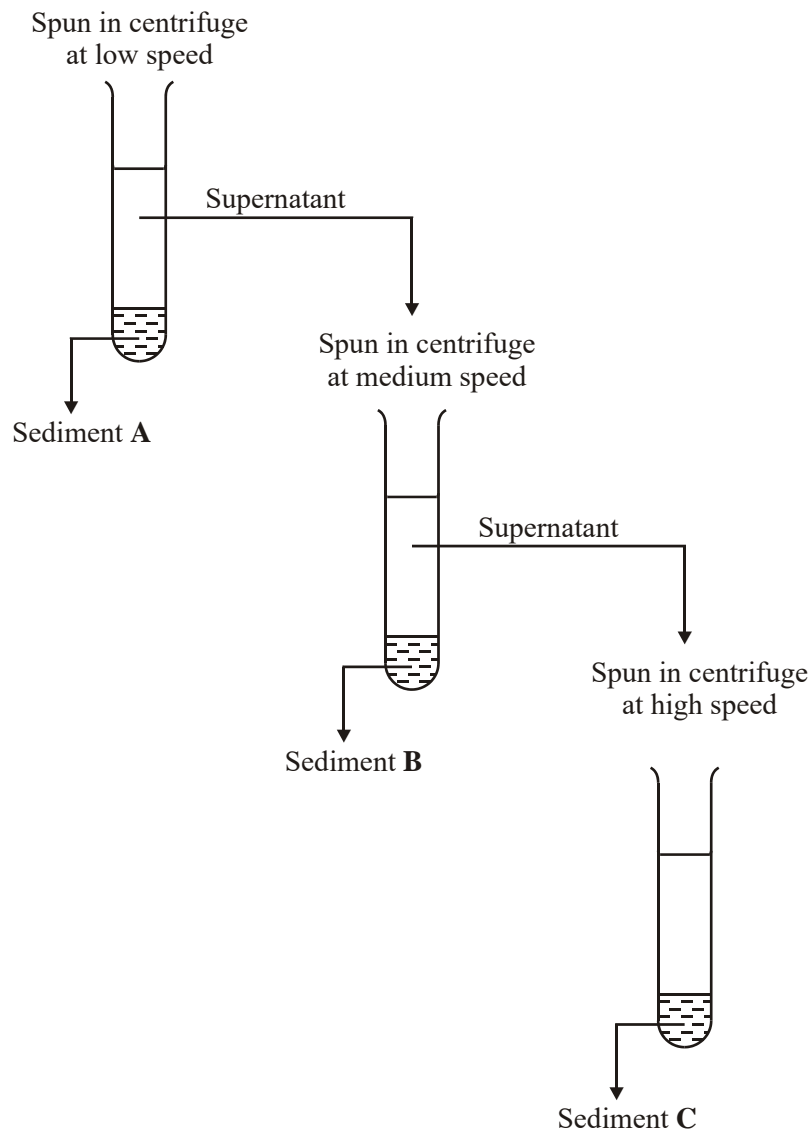 Spun in centrifuge
at low speed
Supernatant
Sediment A
Spun in centrifuge
at medium speed
Supernatant
Sediment B
Spun in centrifuge
at high speed
Sediment C